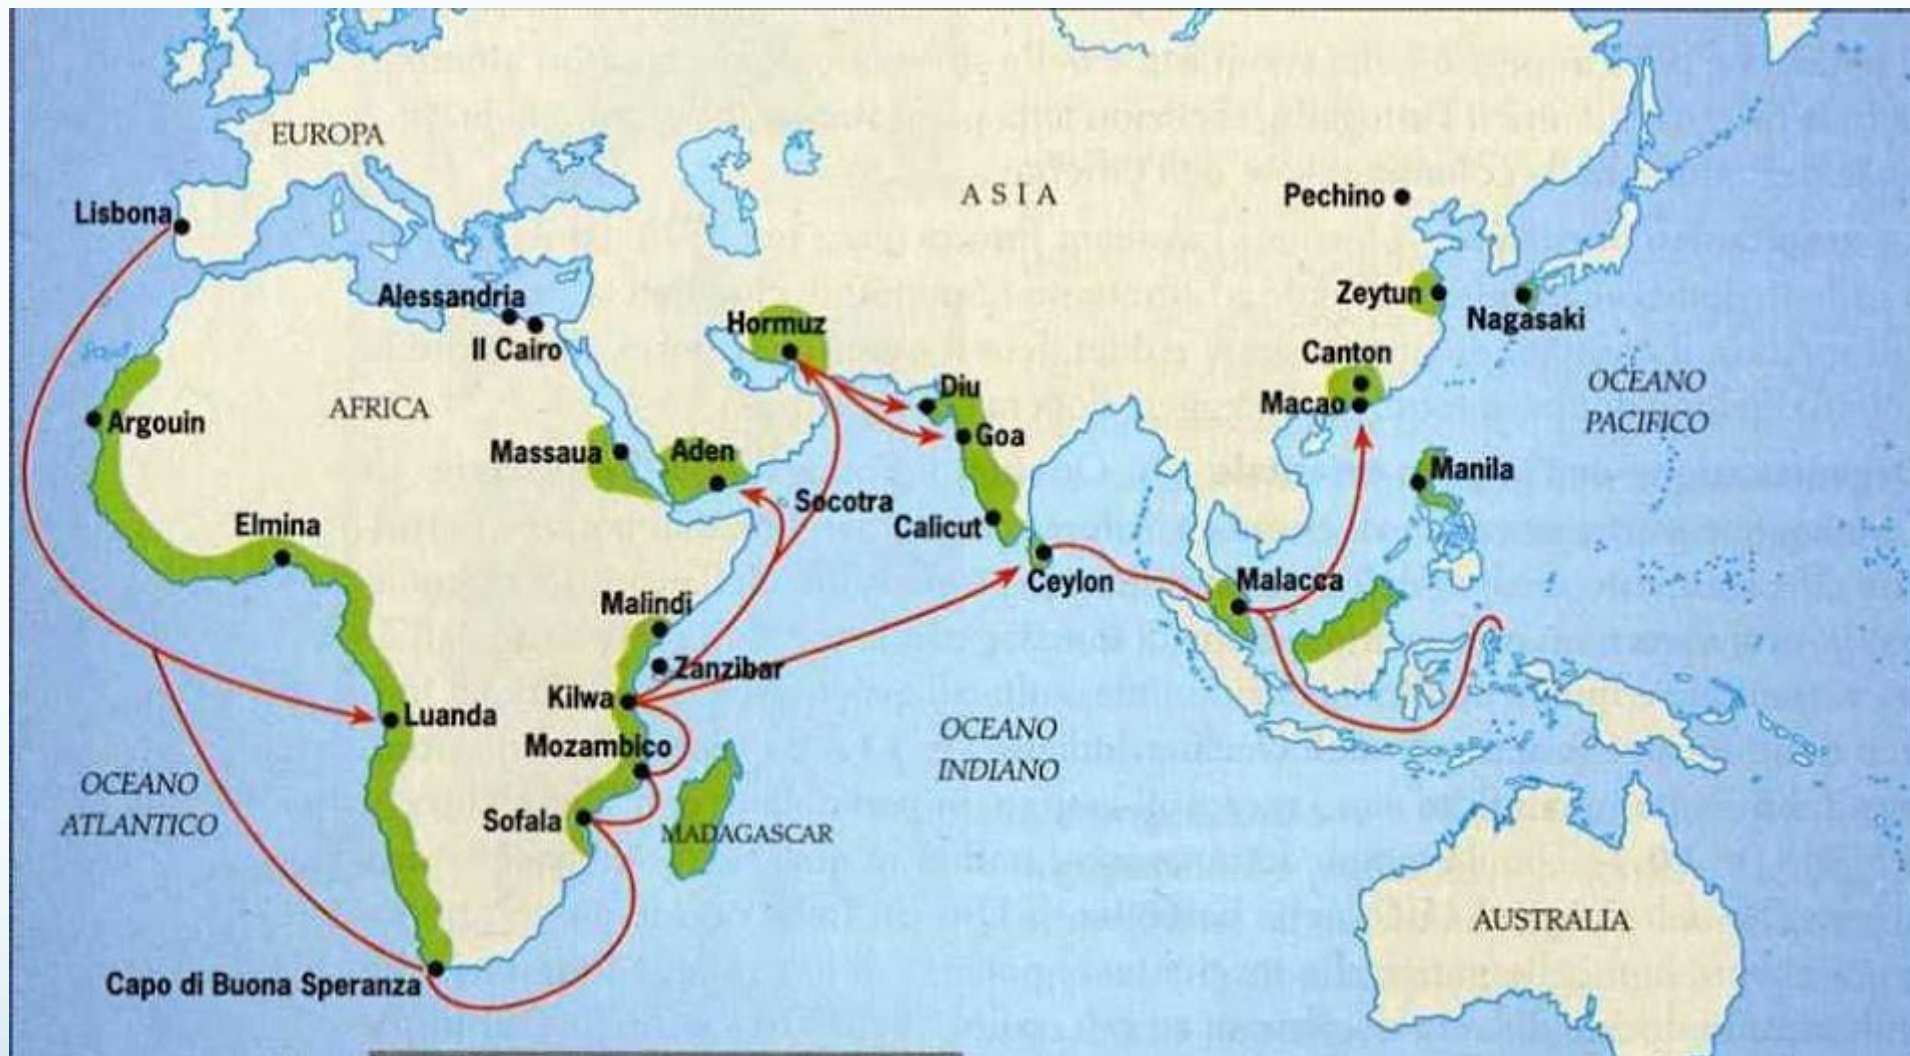 EUROPA
ASIA
Pechino
Lisbona
Alessandria
Il Cairo
Hormuz
Zeytun
Nagasaki
Canton
Diu
Macao
OCEANO
PACIFICO
AFRICA
Argouin
Massaua
Aden
Goa
Manila
Socotra
Elmina
Calicut
Ceylon
Malacca
Malindi
Zanzibar
Kilwa
Luanda
Mozambico
OCEANO
INDIANO
OCEANO
ATLANTICO
Sofala
MADAGASCAR
AUSTRALIA
Capo di Buona Speranza